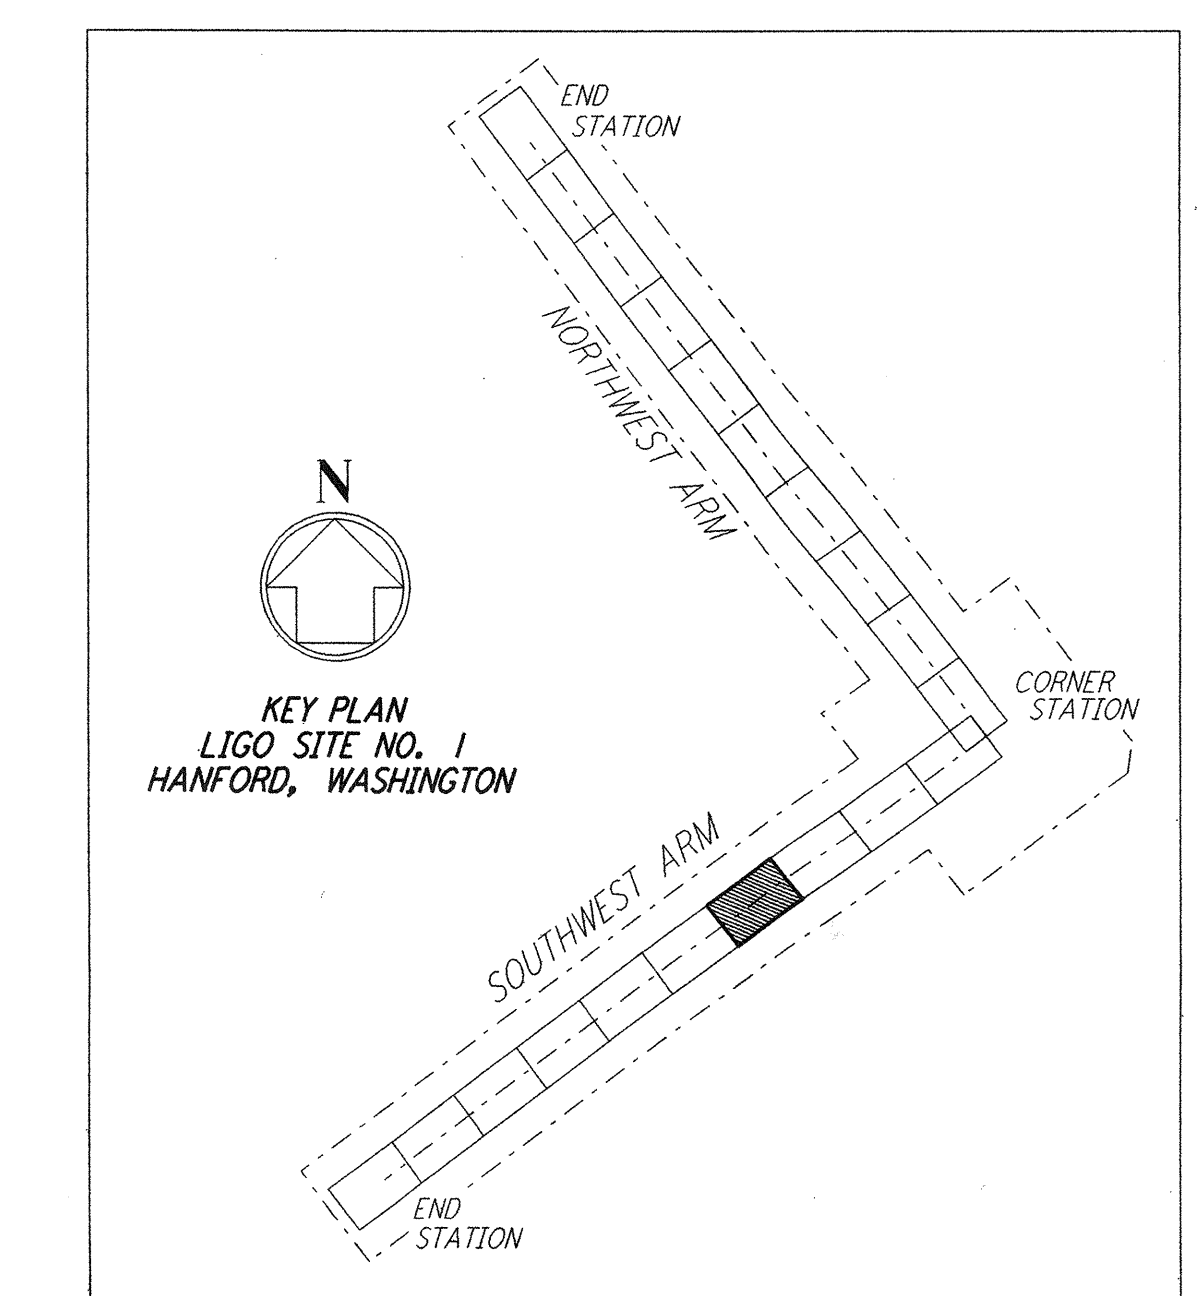 END
STATION
NORTHWEST ARM
N
KEY PLAN
LIGO SITE NO. 1
HANFORD, WASHINGTON
CORNER
STATION
SOUTHWEST ARM
END
STATION